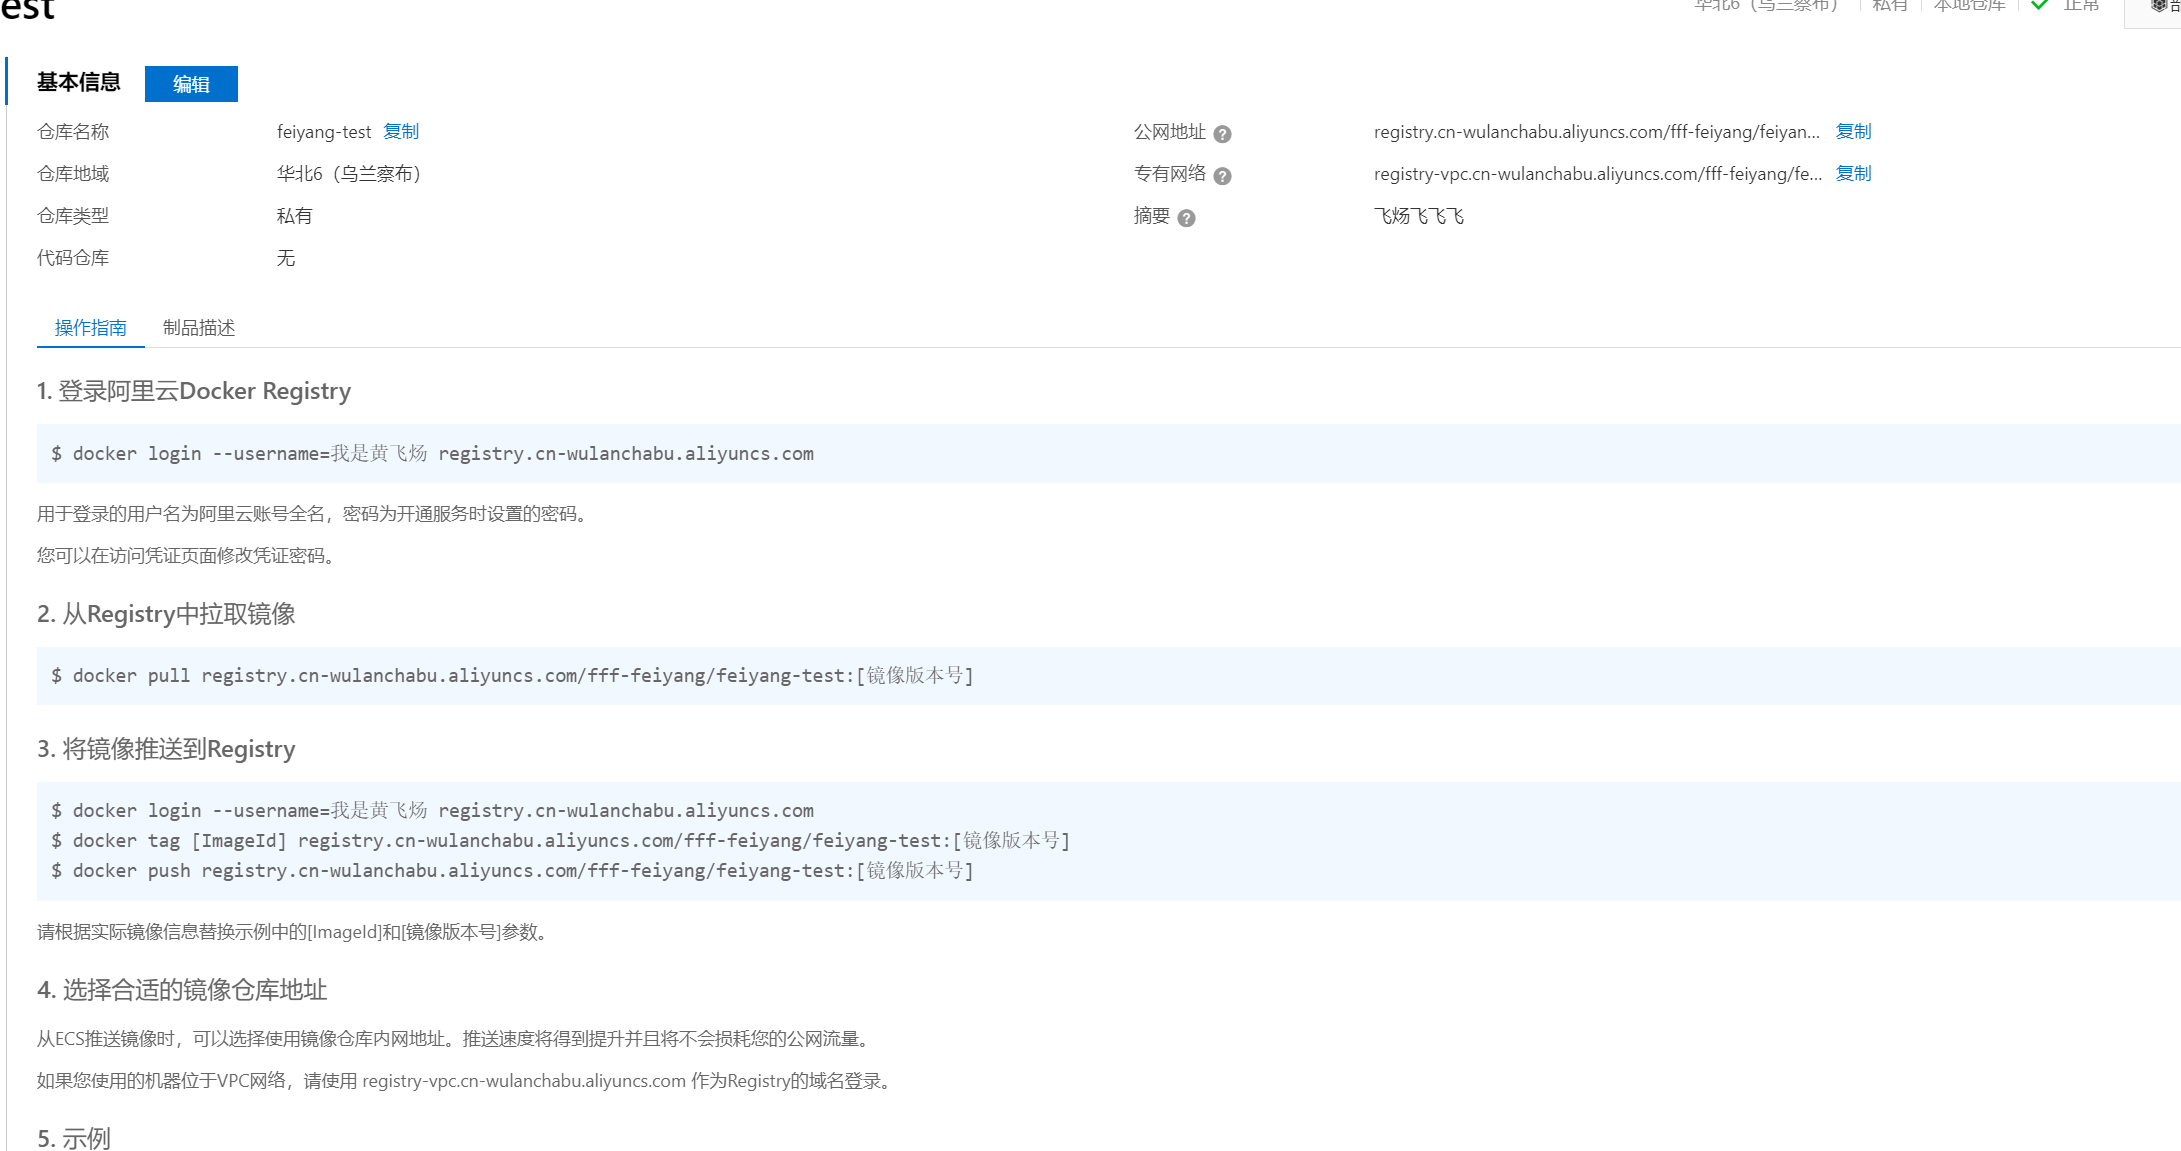 est
华北6（乌兰察布）
私有
本地仓库
正常
基本信息
编辑
仓库名称
feiyang-test 复制
公网地址
registry.cn-wulanchabu.aliyuncs.com/fff-feiyang/feiyan... 复制
仓库地域
华北6（乌兰察布）
专有网络
registry-vpc.cn-wulanchabu.aliyuncs.com/fff-feiyang/fe... 复制
仓库类型
私有
摘要
飞炀飞飞飞
代码仓库
无
操作指南
制品描述
1. 登录阿里云Docker Registry
$ docker login --username=我是黄飞炀 registry.cn-wulanchabu.aliyuncs.com
用于登录的用户名为阿里云账号全名，密码为开通服务时设置的密码。
您可以在访问凭证页面修改凭证密码。
2. 从Registry中拉取镜像
$ docker pull registry.cn-wulanchabu.aliyuncs.com/fff-feiyang/feiyang-test:[镜像版本号]
3. 将镜像推送到Registry
$ docker login --username=我是黄飞炀 registry.cn-wulanchabu.aliyuncs.com
$ docker tag [ImageId] registry.cn-wulanchabu.aliyuncs.com/fff-feiyang/feiyang-test:[镜像版本号]
$ docker push registry.cn-wulanchabu.aliyuncs.com/fff-feiyang/feiyang-test:[镜像版本号]
请根据实际镜像信息替换示例中的[ImageId]和[镜像版本号]参数。
4. 选择合适的镜像仓库地址
从ECS推送镜像时，可以选择使用镜像仓库内网地址。推送速度将得到提升并且将不会损耗您的公网流量。
如果您使用的机器位于VPC网络，请使用 registry-vpc.cn-wulanchabu.aliyuncs.com 作为Registry的域名登录。
5. 示例